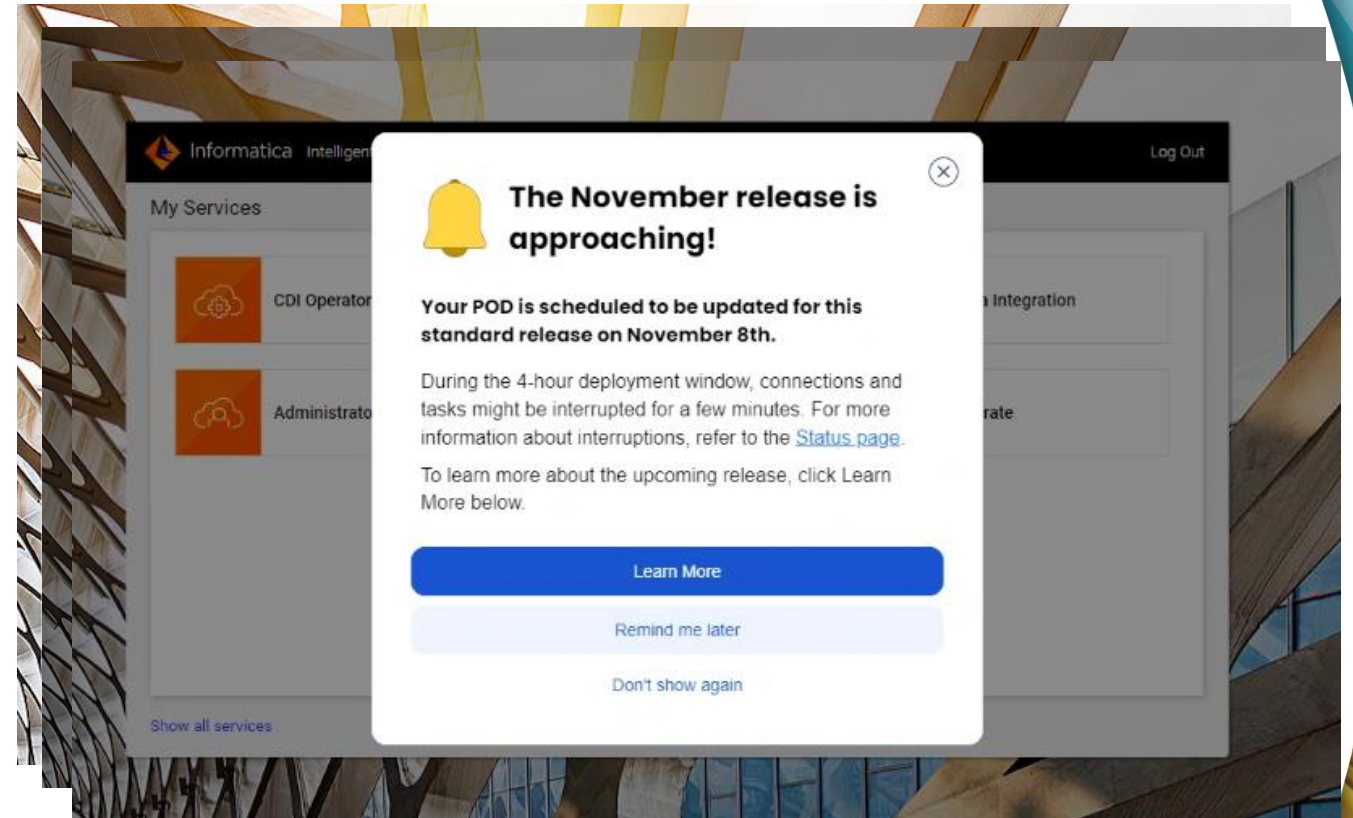 Informatica Intelligen
Log Out
My Services
CDI Operator
a Integration
Administrato
rate
Show all services
The November release is
approaching!
Your POD is scheduled to be updated for this
standard release on November 8th.
During the 4-hour deployment window, connections and
tasks might be interrupted for a few minutes. For more
information about interruptions, refer to the Status page.
To learn more about the upcoming release, click Learn
More below.
Learn More
Remind me later
Don't show again